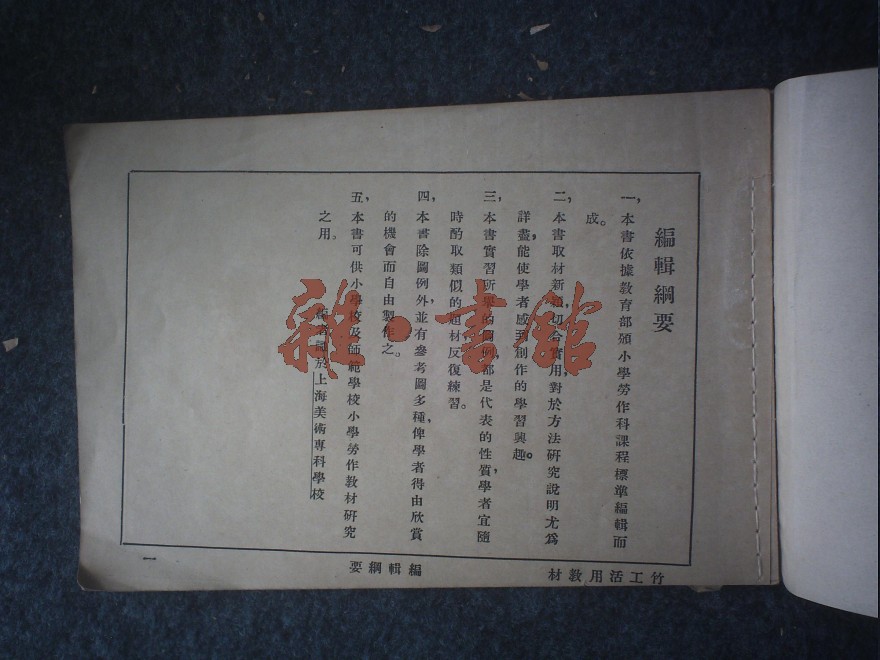 編輯綱要
一，本書依據敎育部頒小學勞作科課程標準編輯而
成。
二，本書取材新穎，切合實用，對於方法研究說明尤爲
詳盡，能使學者感到創作的學習興趣。
三，本書實習所舉的圖例，都是代表的性質，學者宜隨
時酌取類似的題材反復練習。
四，本書除圖例外，並有參考圖多種，俾學者得由欣賞
的機會而自由製作之。
五，本書可供小學校及師範學校小學勞作敎材研究
之用。
於上海美術專科學校
竹工活用敎材
編輯綱要
一
雜·書館